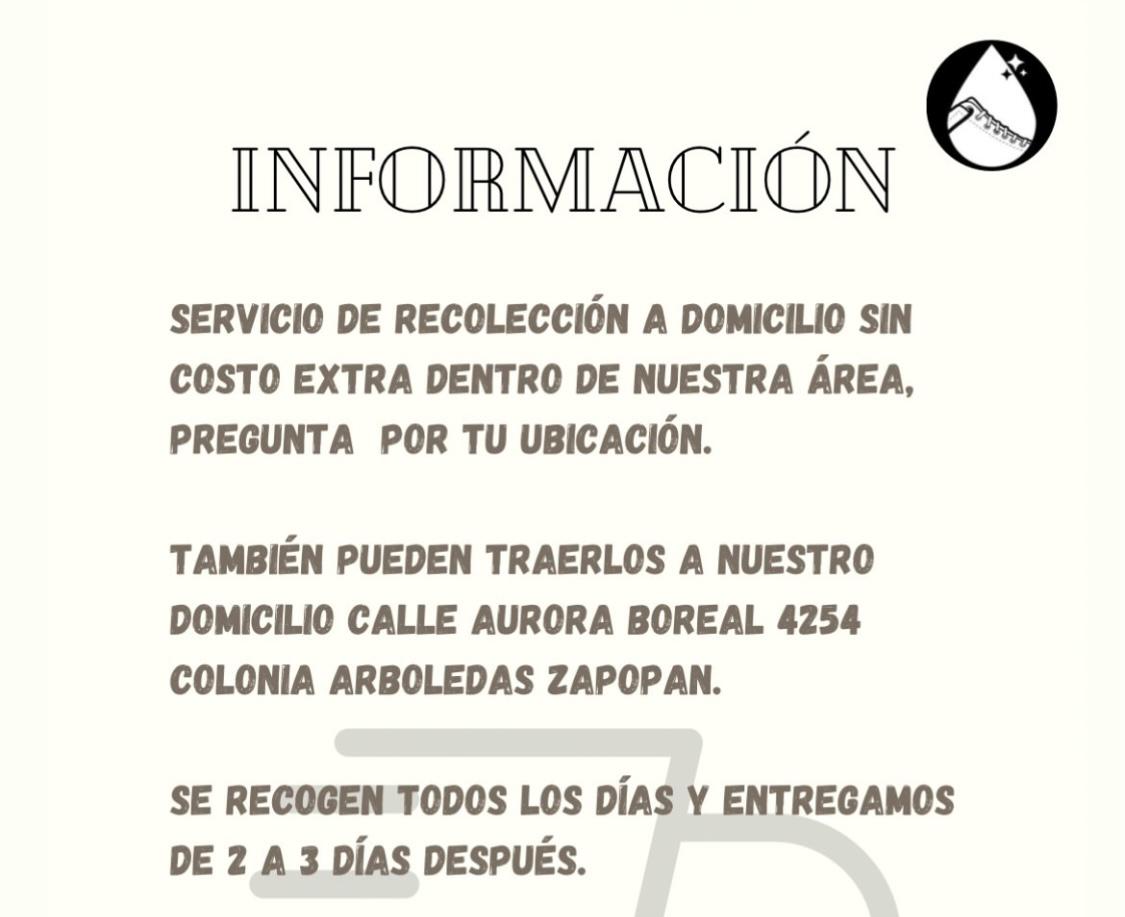 INFORMACIÓN
SERVICIO DE RECOLECCIÓN A DOMICILIO SIN
COSTO EXTRA DENTRO DE NUESTRA ÁREA,
PREGUNTA POR TU UBICACIÓN.
TAMBIÉN PUEDEN TRAERLOS A NUESTRO
DOMICILIO CALLE AURORA BOREAL 4254
COLONIA ARBOLEDAS ZAPOPAN.
SE RECOGEN TODOS LOS DÍAS Y ENTREGAMOS
DE 2 A 3 DÍAS DESPUÉS.